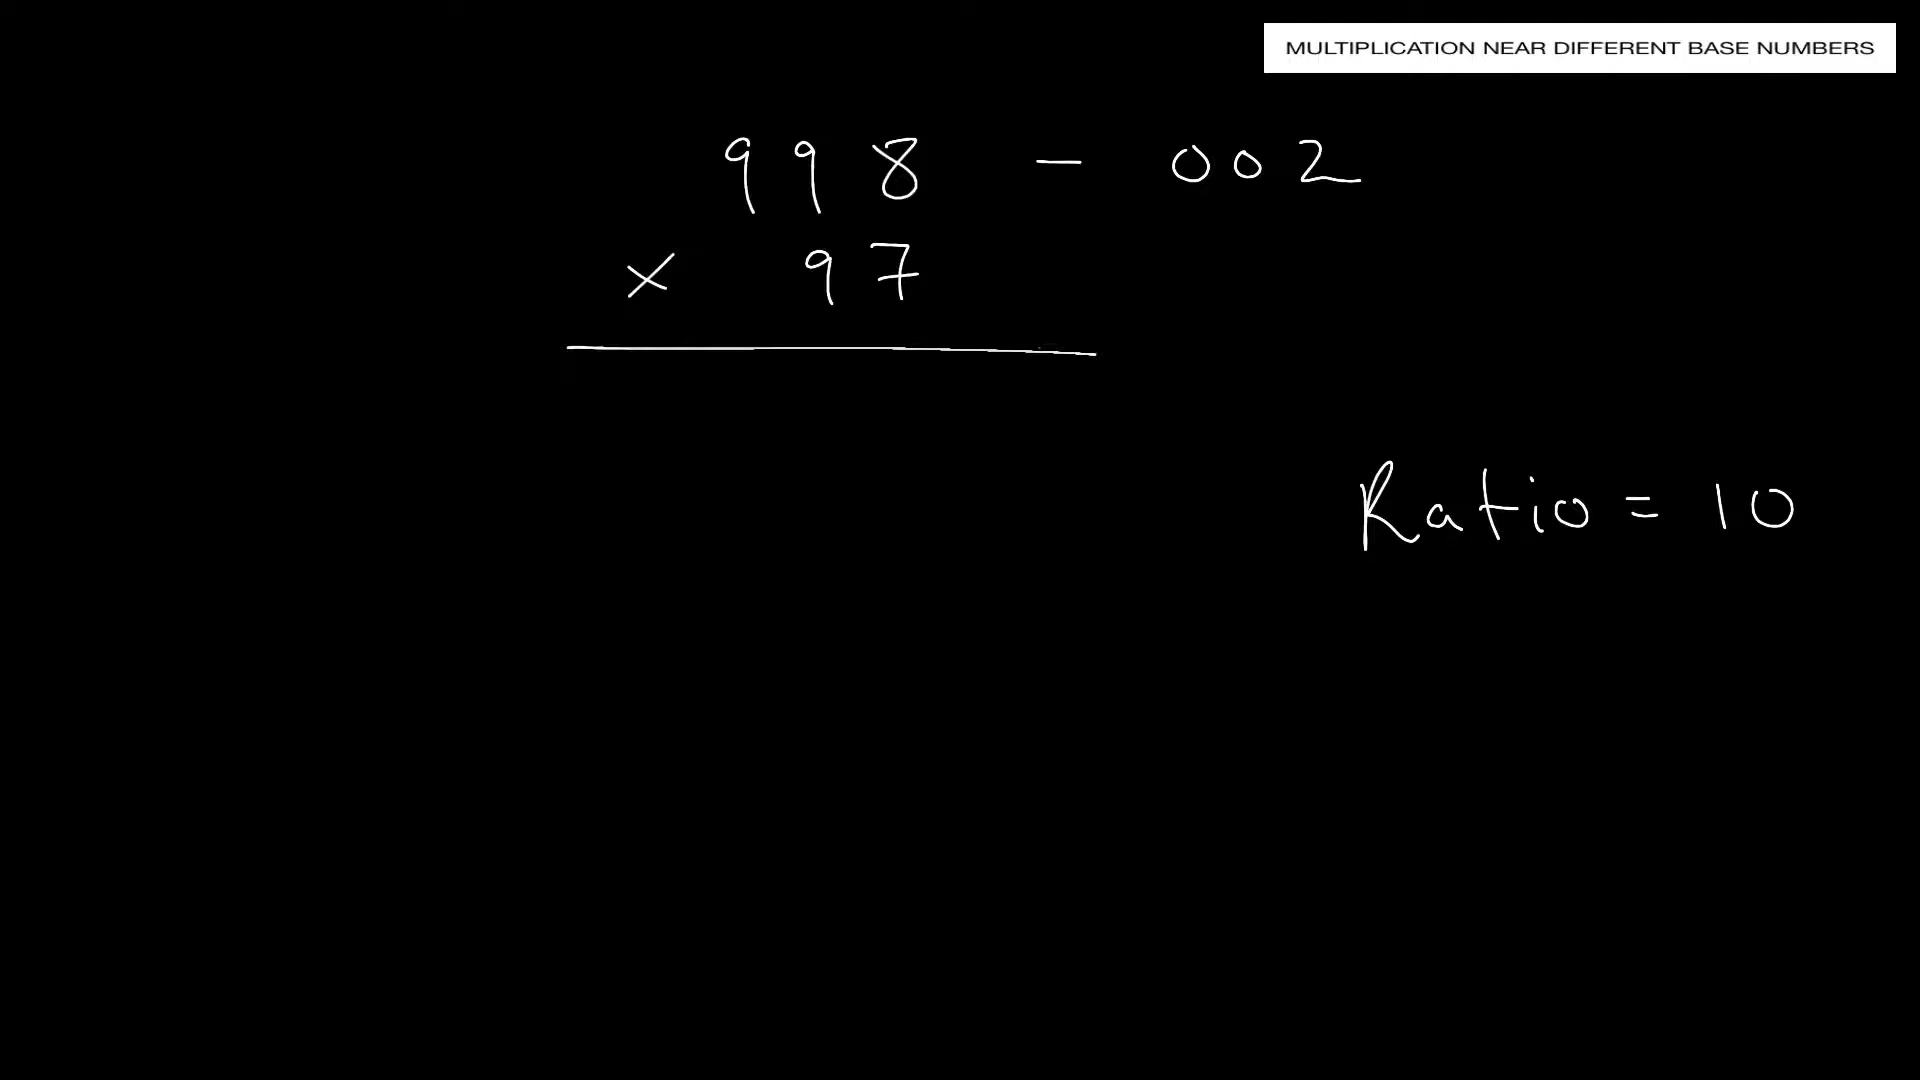 MULTIPLICATION NEAR DIFFERENT BASE NUMBERS
998 - 002
× 97
Ratio = 10